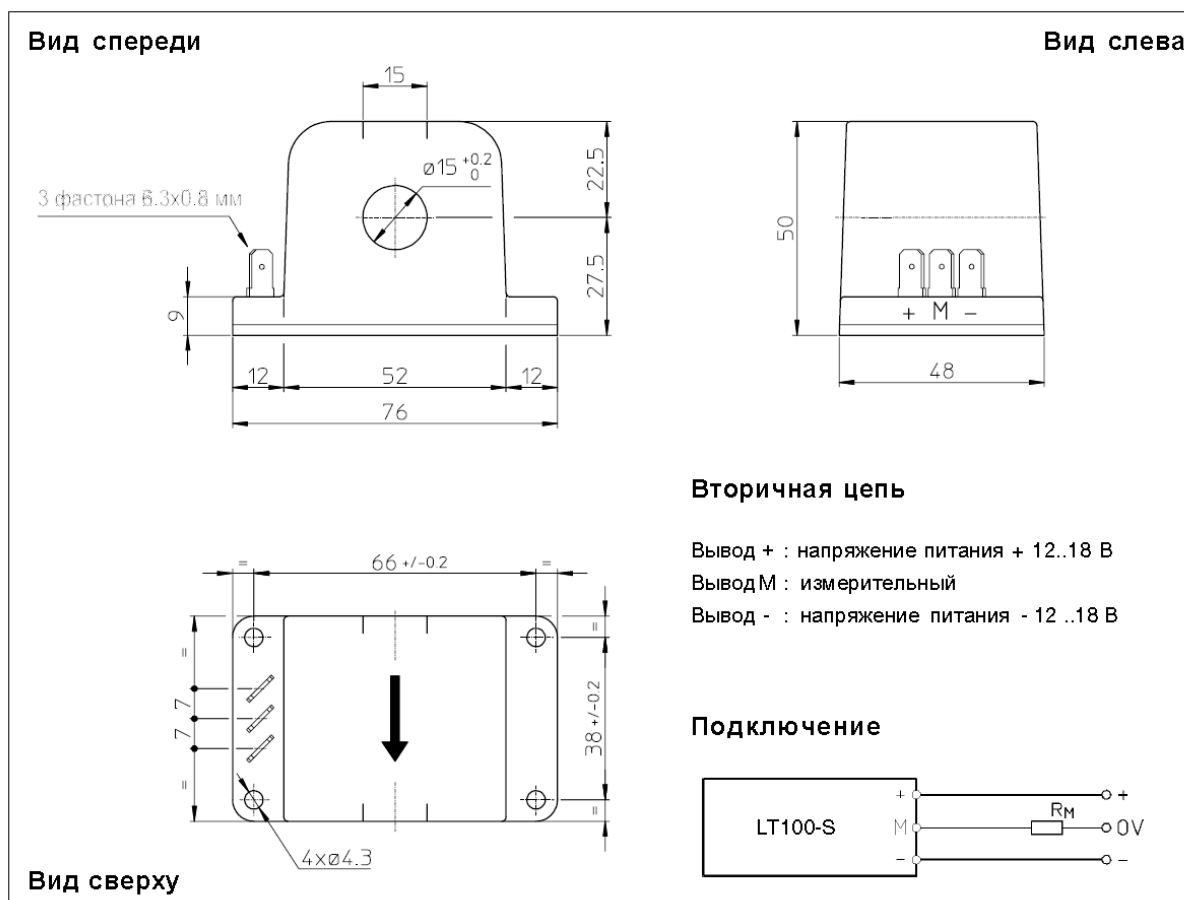 Вид спереди
Вид слева
15
ø15 +0.2 0
22.5
27.5
3 фастона 6.3x0.8 мм
9
12
52
12
76
50
+ M -
48
Вторичная цепь
Вывод + : напряжение питания + 12..18 В
Вывод М : измерительный
Вывод - : напряжение питания - 12 ..18 В
= 66 +/-0.2 =
=
7
7
=
=
38 +/-0.2
=
4xø4.3
Вид сверху
Подключение
LT100-S
+
M
-
RM
+
0V
-